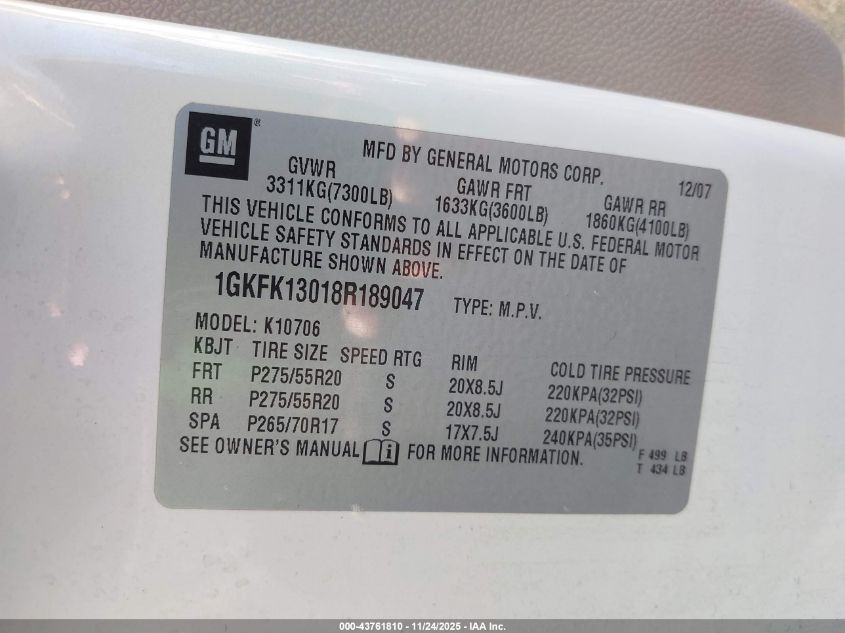 GM ®
MFD BY GENERAL MOTORS CORP. 12/07
GVWR GAWR FRT GAWR RR
3311KG(7300LB) 1633KG(3600LB) 1860KG(4100LB)
THIS VEHICLE CONFORMS TO ALL APPLICABLE U.S. FEDERAL MOTOR
VEHICLE SAFETY STANDARDS IN EFFECT ON THE DATE OF
MANUFACTURE SHOWN ABOVE.
1GKFK13018R189047 TYPE: M.P.V.
MODEL: K10706
KBJT TIRE SIZE SPEED RTG RIM COLD TIRE PRESSURE
FRT P275/55R20 S 20X8.5J 220KPA(32PSI)
RR P275/55R20 S 20X8.5J 220KPA(32PSI)
SPA P265/70R17 S 17X7.5J 240KPA(35PSI)
SEE OWNER'S MANUAL i FOR MORE INFORMATION.
F 499 LB
T 434 LB
000-43761810 - 11/24/2025 - IAA Inc.